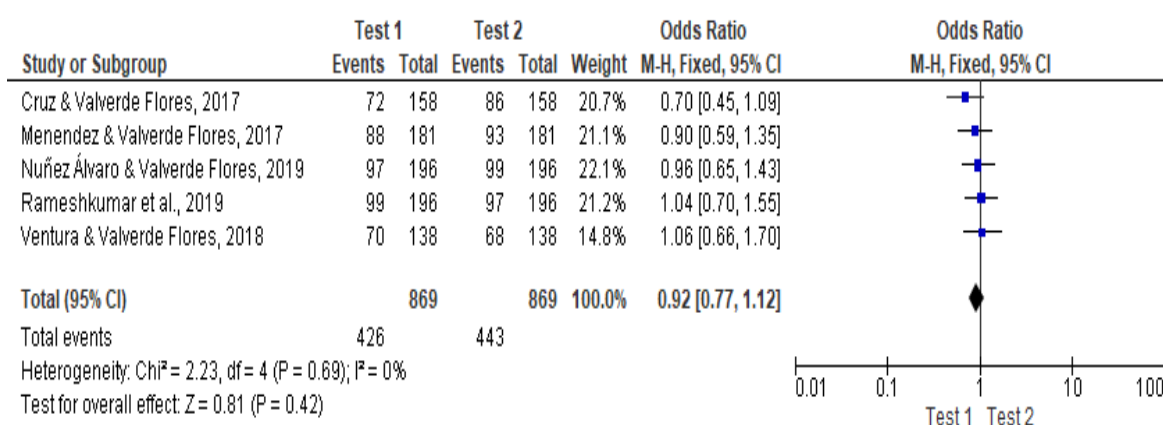 Test 1 Test 2 Odds Ratio Odds Ratio
Study or Subgroup Events Total Events Total Weight M-H, Fixed, 95% CI M-H, Fixed, 95% CI
Cruz & Valverde Flores, 2017 72 158 86 158 20.7% 0.70 [0.45, 1.09]
Menendez & Valverde Flores, 2017 88 181 93 181 21.1% 0.90 [0.59, 1.35]
Nuñez Álvaro & Valverde Flores, 2019 97 196 99 196 22.1% 0.96 [0.65, 1.43]
Rameshkumar et al., 2019 99 196 97 196 21.2% 1.04 [0.70, 1.55]
Ventura & Valverde Flores, 2018 70 138 68 138 14.8% 1.06 [0.66, 1.70]
Total (95% CI) 869 869 100.0% 0.92 [0.77, 1.12]
Total events 426 443
Heterogeneity: Chi² = 2.23, df = 4 (P = 0.69); I² = 0%
Test for overall effect: Z = 0.81 (P = 0.42)
0.01 0.1 1 10 100
Test 1 Test 2